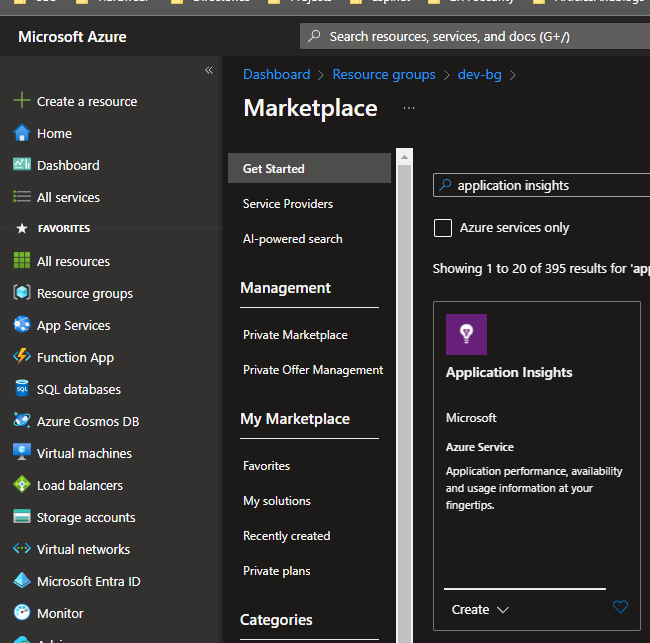 Microsoft Azure
Search resources, services, and docs (G+/)
Create a resource
Home
Dashboard
All services
FAVORITES
All resources
Resource groups
App Services
Function App
SQL databases
Azure Cosmos DB
Virtual machines
Load balancers
Storage accounts
Virtual networks
Microsoft Entra ID
Monitor
Dashboard > Resource groups > dev-bg >
Marketplace ...
Get Started
Service Providers
AI-powered search
Management
Private Marketplace
Private Offer Management
My Marketplace
Favorites
My solutions
Recently created
Private plans
Categories
application insights
Azure services only
Showing 1 to 20 of 395 results for 'app
Application Insights
Microsoft
Azure Service
Application performance, availability
and usage information at your
fingertips.
Create